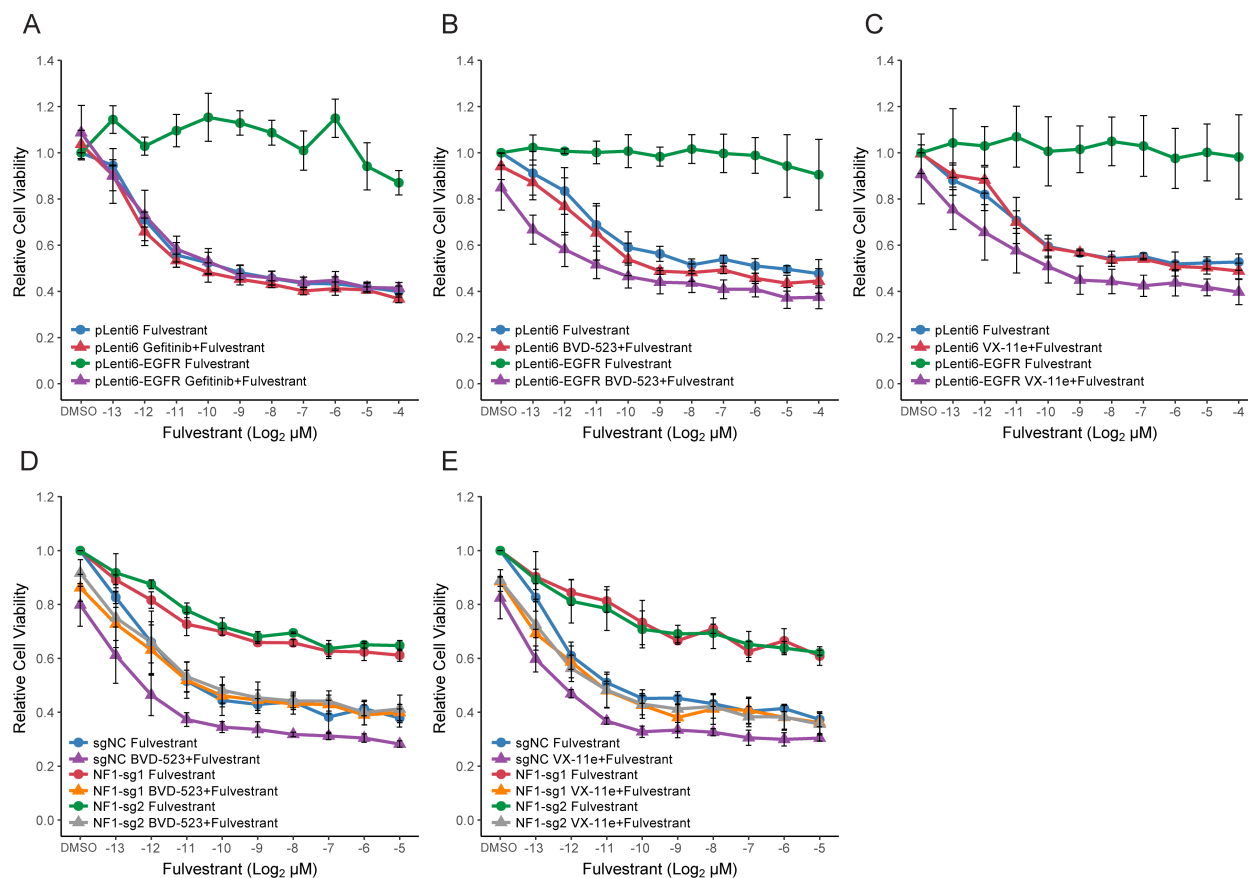 A
1.4
1.2
1.0
0.8
0.6
0.4
0.2
0.0
Relative Cell Viability
pLenti6 Fulvestrant
pLenti6 Gefitinib+Fulvestrant
pLenti6-EGFR Fulvestrant
pLenti6-EGFR Gefitinib+Fulvestrant
DMSO -13 -12 -11 -10 -9 -8 -7 -6 -5 -4
Fulvestrant (Log₂ µM)
B
1.4
1.2
1.0
0.8
0.6
0.4
0.2
0.0
Relative Cell Viability
pLenti6 Fulvestrant
pLenti6 BVD-523+Fulvestrant
pLenti6-EGFR Fulvestrant
pLenti6-EGFR BVD-523+Fulvestrant
DMSO -13 -12 -11 -10 -9 -8 -7 -6 -5 -4
Fulvestrant (Log₂ µM)
C
1.4
1.2
1.0
0.8
0.6
0.4
0.2
0.0
Relative Cell Viability
pLenti6 Fulvestrant
pLenti6 VX-11e+Fulvestrant
pLenti6-EGFR Fulvestrant
pLenti6-EGFR VX-11e+Fulvestrant
DMSO -13 -12 -11 -10 -9 -8 -7 -6 -5 -4
Fulvestrant (Log₂ µM)
D
1.2
1.0
0.8
0.6
0.4
0.2
0.0
Relative Cell Viability
sgNC Fulvestrant
sgNC BVD-523+Fulvestrant
NF1-sg1 Fulvestrant
NF1-sg1 BVD-523+Fulvestrant
NF1-sg2 Fulvestrant
NF1-sg2 BVD-523+Fulvestrant
DMSO -13 -12 -11 -10 -9 -8 -7 -6 -5
Fulvestrant (Log₂ µM)
E
1.2
1.0
0.8
0.6
0.4
0.2
0.0
Relative Cell Viability
sgNC Fulvestrant
sgNC VX-11e+Fulvestrant
NF1-sg1 Fulvestrant
NF1-sg1 VX-11e+Fulvestrant
NF1-sg2 Fulvestrant
NF1-sg2 VX-11e+Fulvestrant
DMSO -13 -12 -11 -10 -9 -8 -7 -6 -5
Fulvestrant (Log₂ µM)